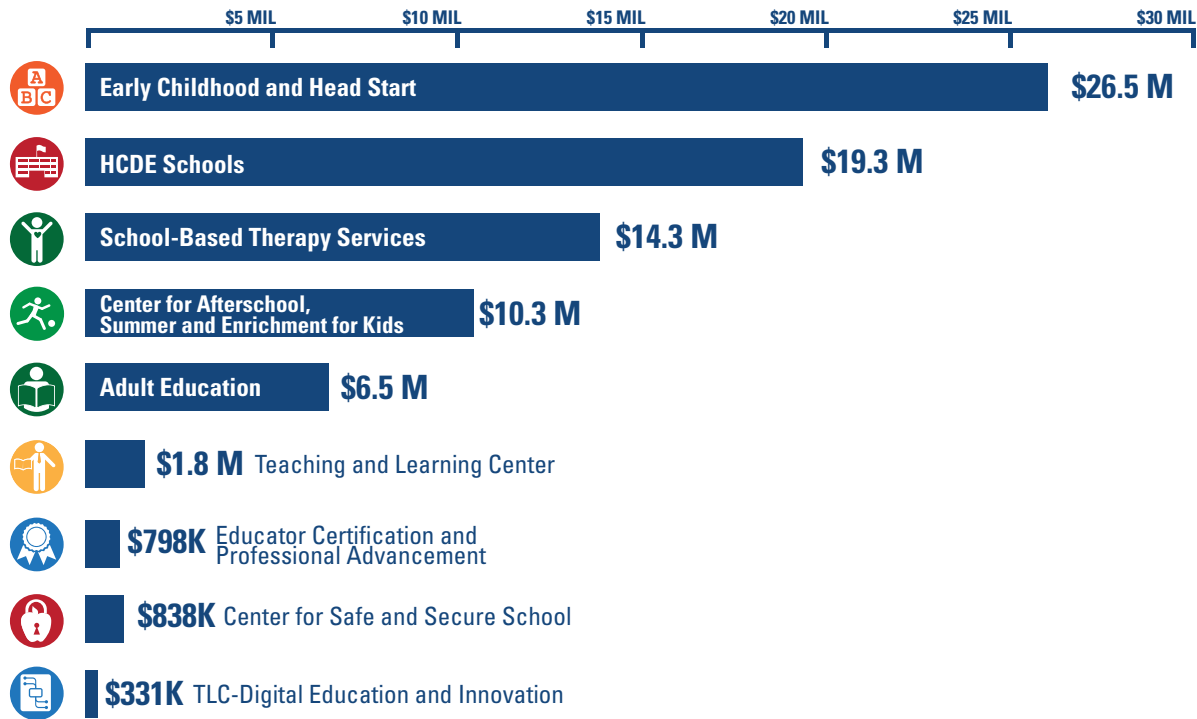 $5 MIL $10 MIL $15 MIL $20 MIL $25 MIL $30 MIL
A
B C
Early Childhood and Head Start $26.5 M
HCDE Schools $19.3 M
School-Based Therapy Services $14.3 M
Center for Afterschool,
Summer and Enrichment for Kids $10.3 M
Adult Education $6.5 M
$1.8 M Teaching and Learning Center
$798K Educator Certification and
Professional Advancement
$838K Center for Safe and Secure School
$331K TLC-Digital Education and Innovation